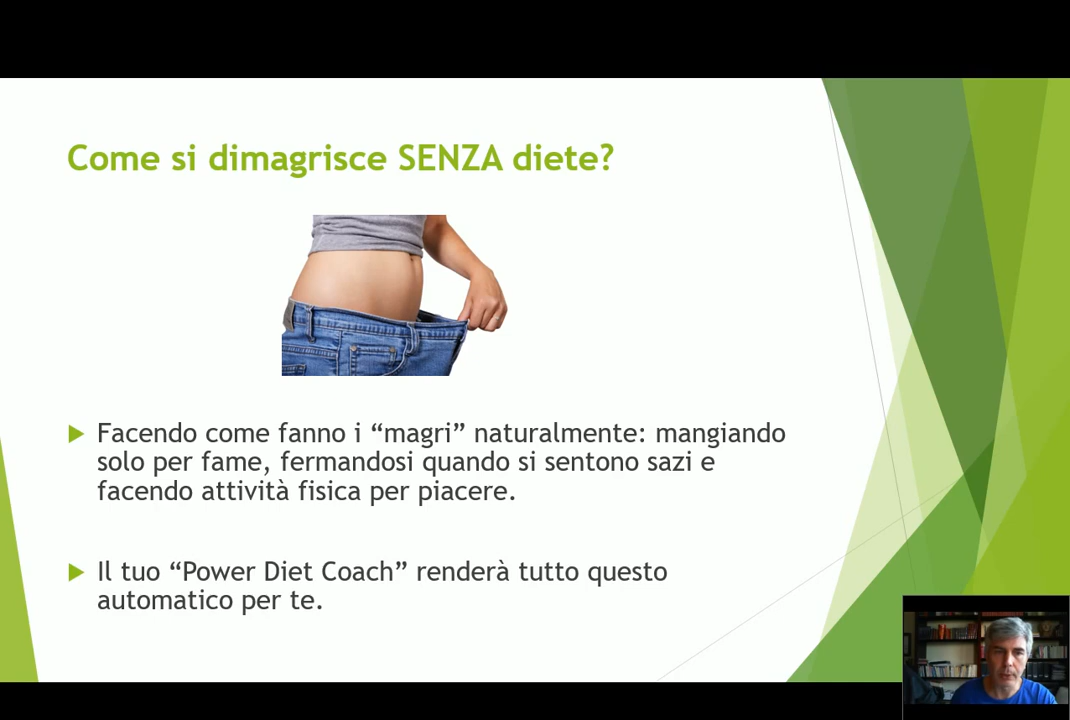 Come si dimagrisce SENZA diete?
Facendo come fanno i “magri” naturalmente: mangiando
solo per fame, fermandosi quando si sentono sazi e
facendo attività fisica per piacere.
Il tuo “Power Diet Coach” renderà tutto questo
automatico per te.